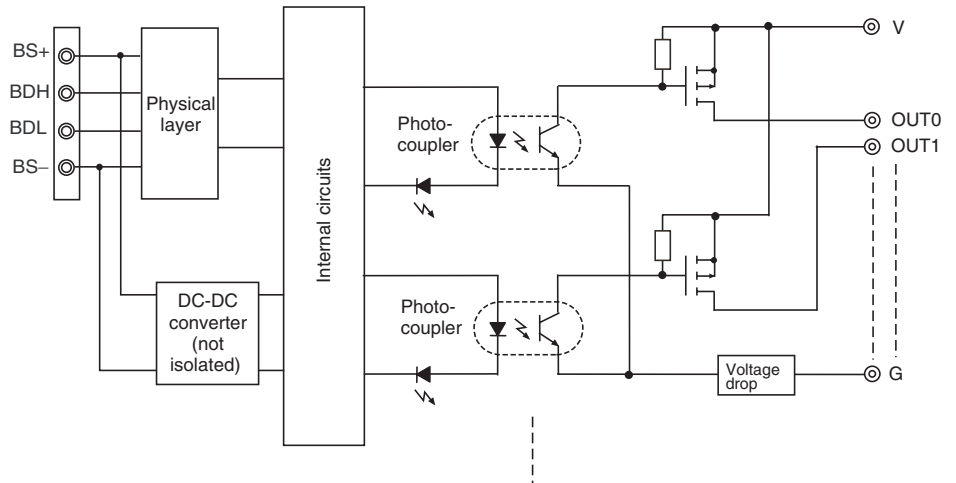 BS+
BDH
BDL
BS–
Physical
layer
DC-DC
converter
(not
isolated)
Internal circuits
Photo-
coupler
Photo-
coupler
Voltage
drop
V
OUT0
OUT1
G